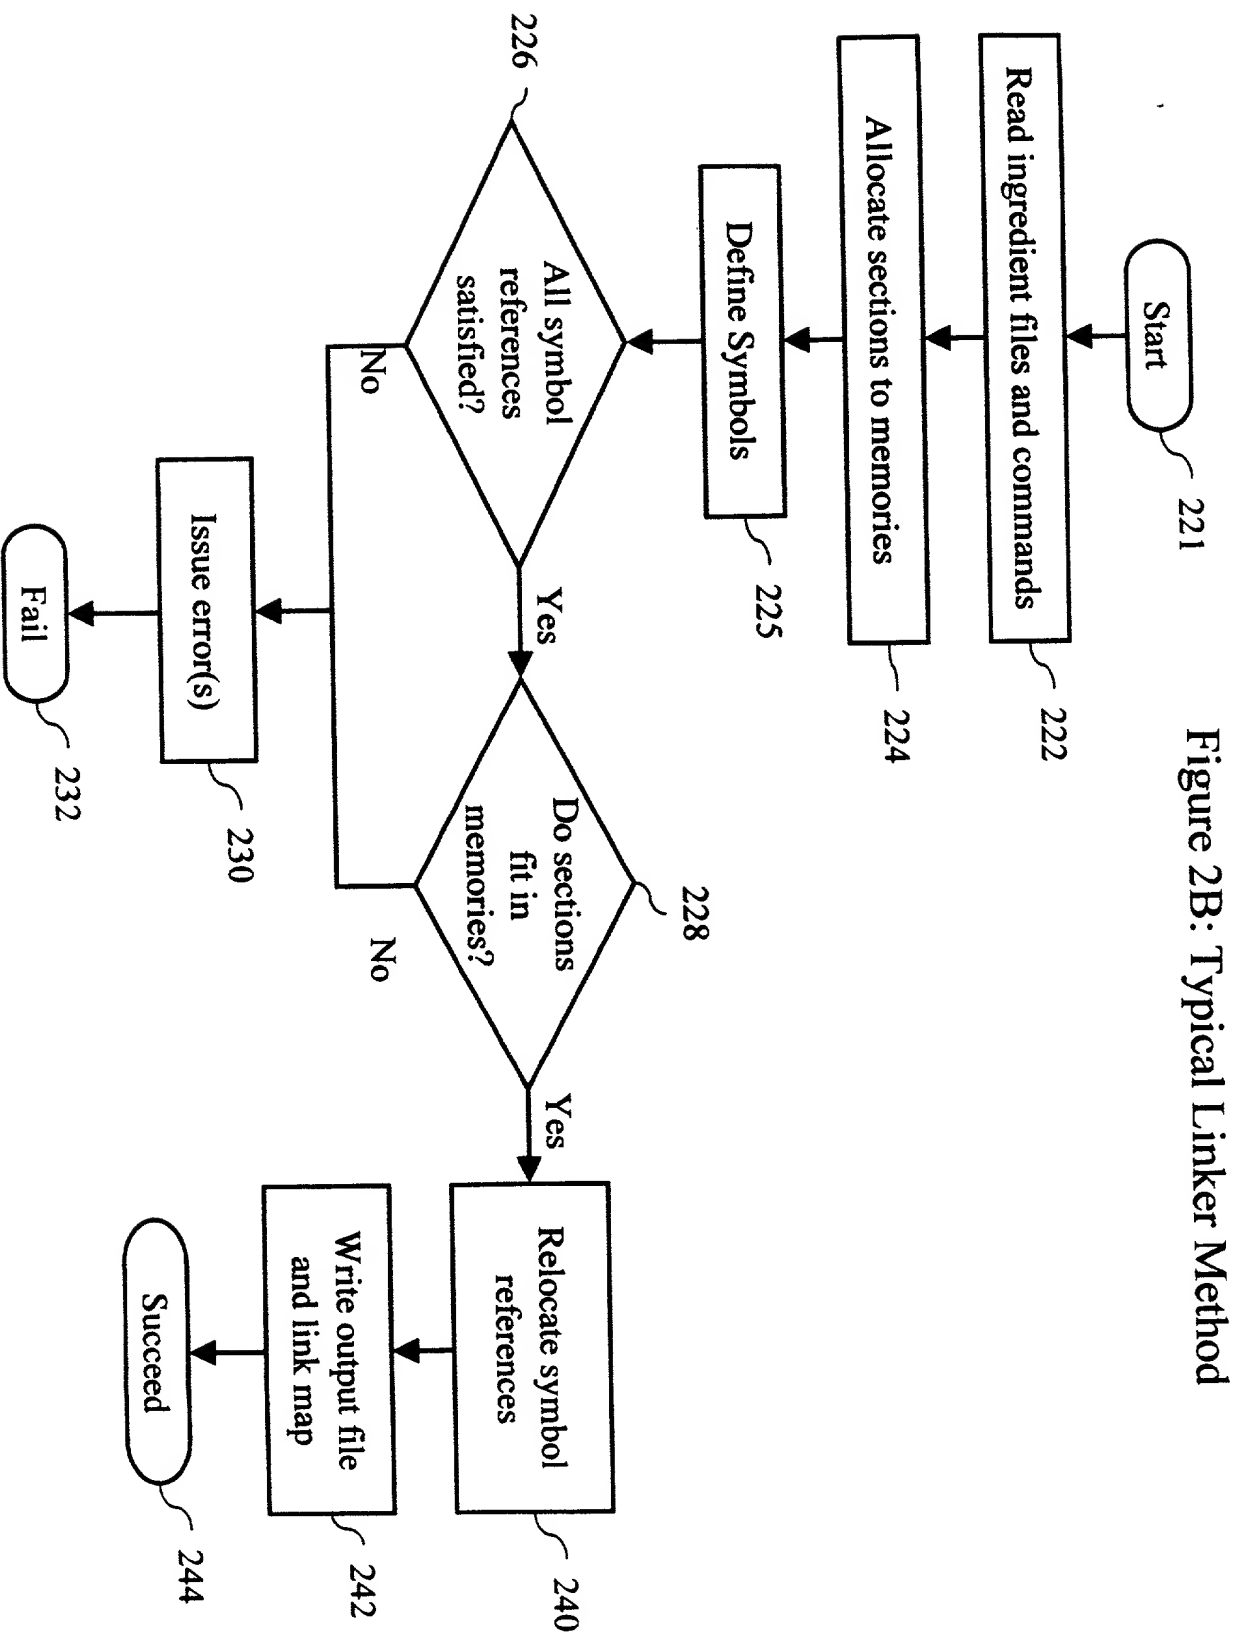 Figure 2B: Typical Linker Method
Start
221
Read ingredient files and commands
222
Allocate sections to memories
224
Define Symbols
225
226
All symbol
references
satisfied?
Yes
No
228
Do sections
fit in
memories?
Yes
No
Issue error(s)
230
Fail
232
Relocate symbol
references
240
Write output file
and link map
242
Succeed
244